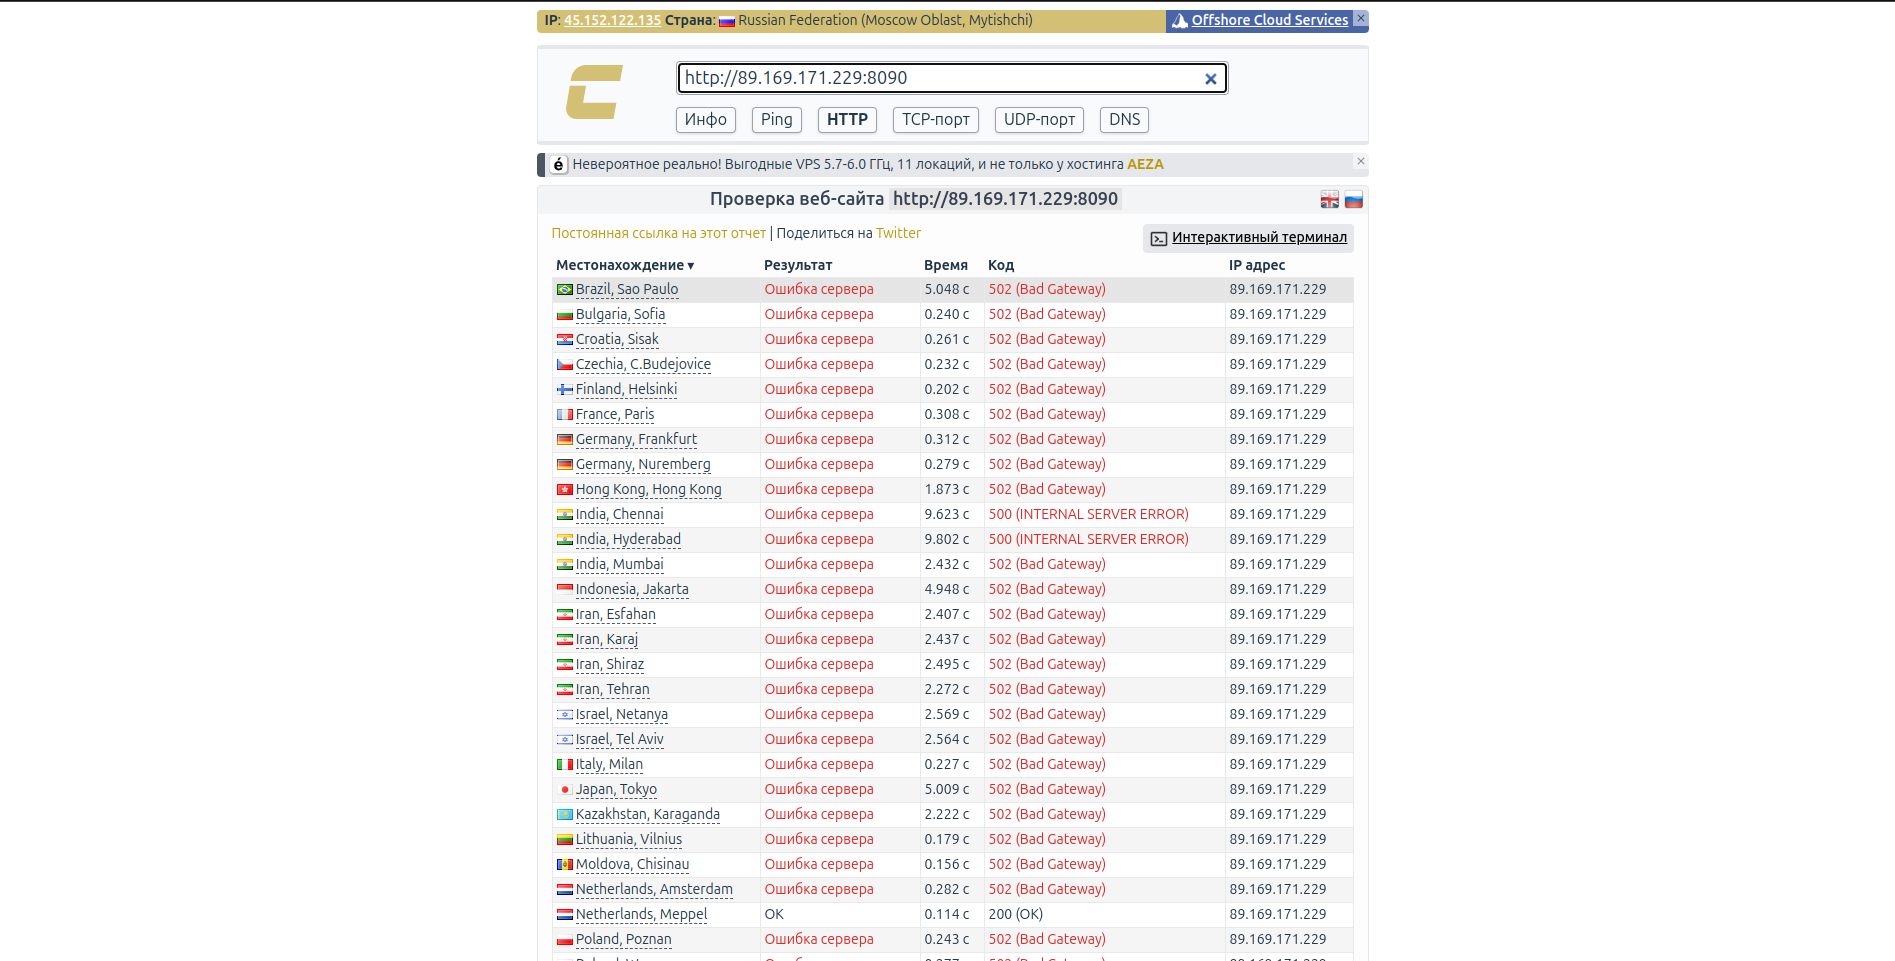 IP: 45.152.122.135 Страна: Russian Federation (Moscow Oblast, Mytishchi)
Offshore Cloud Services
http://89.169.171.229:8090
Инфо Ping HTTP TCP-порт UDP-порт DNS
é Невероятное реально! Выгодные VPS 5.7-6.0 ГГц, 11 локаций, и не только у хостинга AEZA
Проверка веб-сайта http://89.169.171.229:8090
Постоянная ссылка на этот отчет | Поделиться на Twitter
Интерактивный терминал
Местонахождение ▾ Результат Время Код IP адрес
Brazil, Sao Paulo Ошибка сервера 5.048 с 502 (Bad Gateway) 89.169.171.229
Bulgaria, Sofia Ошибка сервера 0.240 с 502 (Bad Gateway) 89.169.171.229
Croatia, Sisak Ошибка сервера 0.261 с 502 (Bad Gateway) 89.169.171.229
Czechia, C.Budejovice Ошибка сервера 0.232 с 502 (Bad Gateway) 89.169.171.229
Finland, Helsinki Ошибка сервера 0.202 с 502 (Bad Gateway) 89.169.171.229
France, Paris Ошибка сервера 0.308 с 502 (Bad Gateway) 89.169.171.229
Germany, Frankfurt Ошибка сервера 0.312 с 502 (Bad Gateway) 89.169.171.229
Germany, Nuremberg Ошибка сервера 0.279 с 502 (Bad Gateway) 89.169.171.229
Hong Kong, Hong Kong Ошибка сервера 1.873 с 502 (Bad Gateway) 89.169.171.229
India, Chennai Ошибка сервера 9.623 с 500 (INTERNAL SERVER ERROR) 89.169.171.229
India, Hyderabad Ошибка сервера 9.802 с 500 (INTERNAL SERVER ERROR) 89.169.171.229
India, Mumbai Ошибка сервера 2.432 с 502 (Bad Gateway) 89.169.171.229
Indonesia, Jakarta Ошибка сервера 4.948 с 502 (Bad Gateway) 89.169.171.229
Iran, Esfahan Ошибка сервера 2.407 с 502 (Bad Gateway) 89.169.171.229
Iran, Karaj Ошибка сервера 2.437 с 502 (Bad Gateway) 89.169.171.229
Iran, Shiraz Ошибка сервера 2.495 с 502 (Bad Gateway) 89.169.171.229
Iran, Tehran Ошибка сервера 2.272 с 502 (Bad Gateway) 89.169.171.229
Israel, Netanya Ошибка сервера 2.569 с 502 (Bad Gateway) 89.169.171.229
Israel, Tel Aviv Ошибка сервера 2.564 с 502 (Bad Gateway) 89.169.171.229
Italy, Milan Ошибка сервера 0.227 с 502 (Bad Gateway) 89.169.171.229
Japan, Tokyo Ошибка сервера 5.009 с 502 (Bad Gateway) 89.169.171.229
Kazakhstan, Karaganda Ошибка сервера 2.222 с 502 (Bad Gateway) 89.169.171.229
Lithuania, Vilnius Ошибка сервера 0.179 с 502 (Bad Gateway) 89.169.171.229
Moldova, Chisinau Ошибка сервера 0.156 с 502 (Bad Gateway) 89.169.171.229
Netherlands, Amsterdam Ошибка сервера 0.282 с 502 (Bad Gateway) 89.169.171.229
Netherlands, Meppel OK 0.114 с 200 (OK) 89.169.171.229
Poland, Poznan Ошибка сервера 0.243 с 502 (Bad Gateway) 89.169.171.229